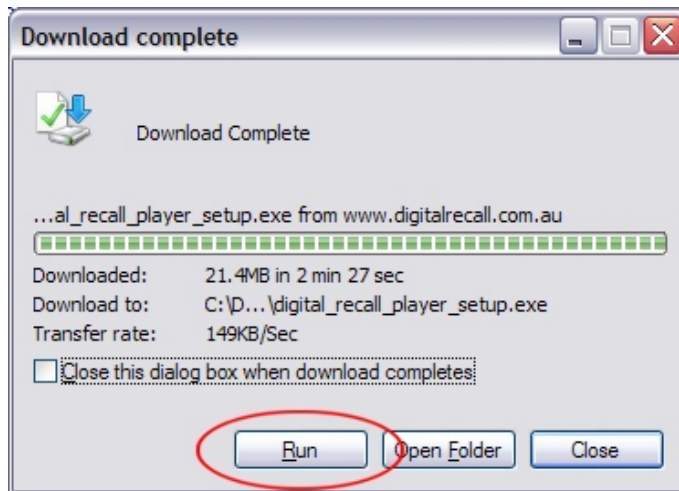 Download complete
Download Complete
...al_recall_player_setup.exe from www.digitalrecall.com.au
Downloaded: 21.4MB in 2 min 27 sec
Download to: C:\D...\digital_recall_player_setup.exe
Transfer rate: 149KB/Sec
Close this dialog box when download completes
Run Open Folder Close